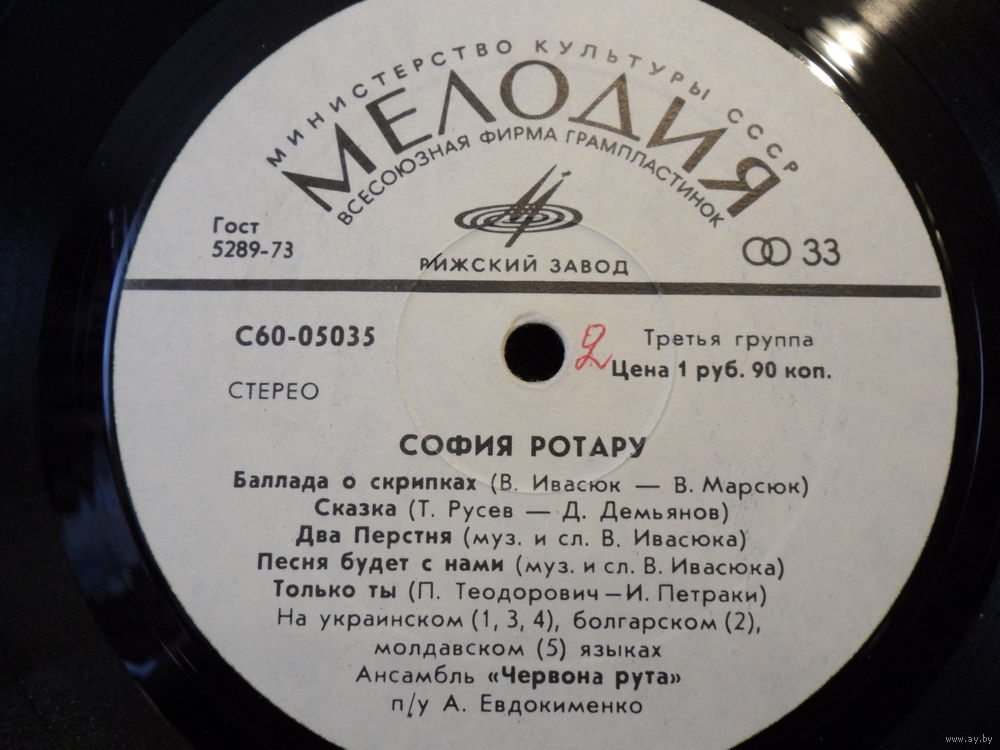 МИНИСТЕРСТВО КУЛЬТУРЫ СССР
МЕЛОДИЯ
ВСЕСОЮЗНАЯ ФИРМА ГРАМПЛАСТИНОК
Гост
5289-73
РИЖСКИЙ ЗАВОД
33
С60-05035
СТЕРЕО
2
Третья группа
Цена 1 руб. 90 коп.
СОФИЯ РОТАРУ
Баллада о скрипках (В. Ивасюк — В. Марсюк)
Сказка (Т. Русев — Д. Демьянов)
Два Перстня (муз. и сл. В. Ивасюка)
Песня будет с нами (муз. и сл. В. Ивасюка)
Только ты (П. Теодорович — И. Петраки)
На украинском (1, 3, 4), болгарском (2),
молдавском (5) языках
Ансамбль «Червона рута»
п/у А. Евдокименко
www.ay.by